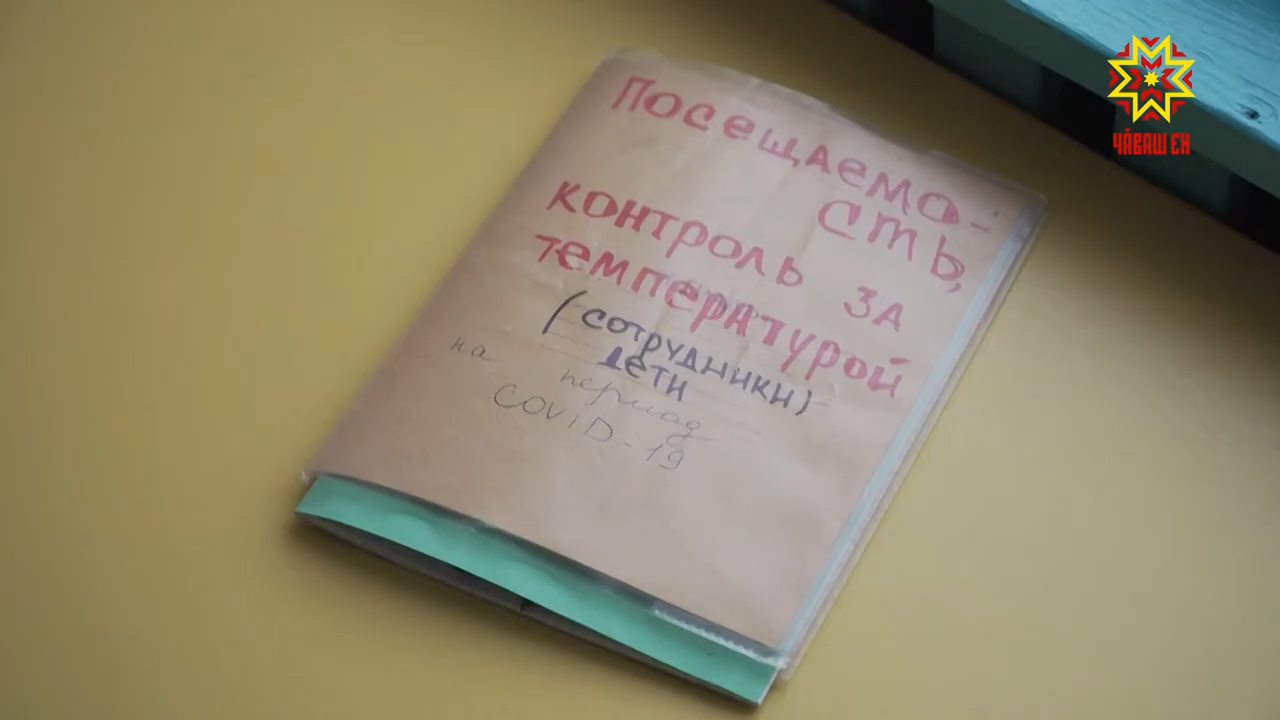 Посещаемо-
сть,
контроль за
температурой
(сотрудники)
дети
на период
COVID-19
ЧӐВАШ ЕН